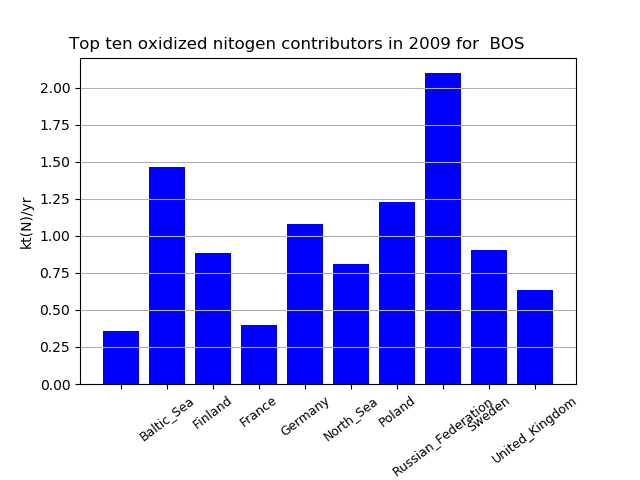 Top ten oxidized nitogen contributors in 2009 for  BOS
2.00
1.75
1.50
1.25
1.00
0.75
0.50
0.25
0.00
kt(N)/yr
Baltic_Sea
Finland
France
Germany
North_Sea
Poland
Russian_Federation
Sweden
United_Kingdom